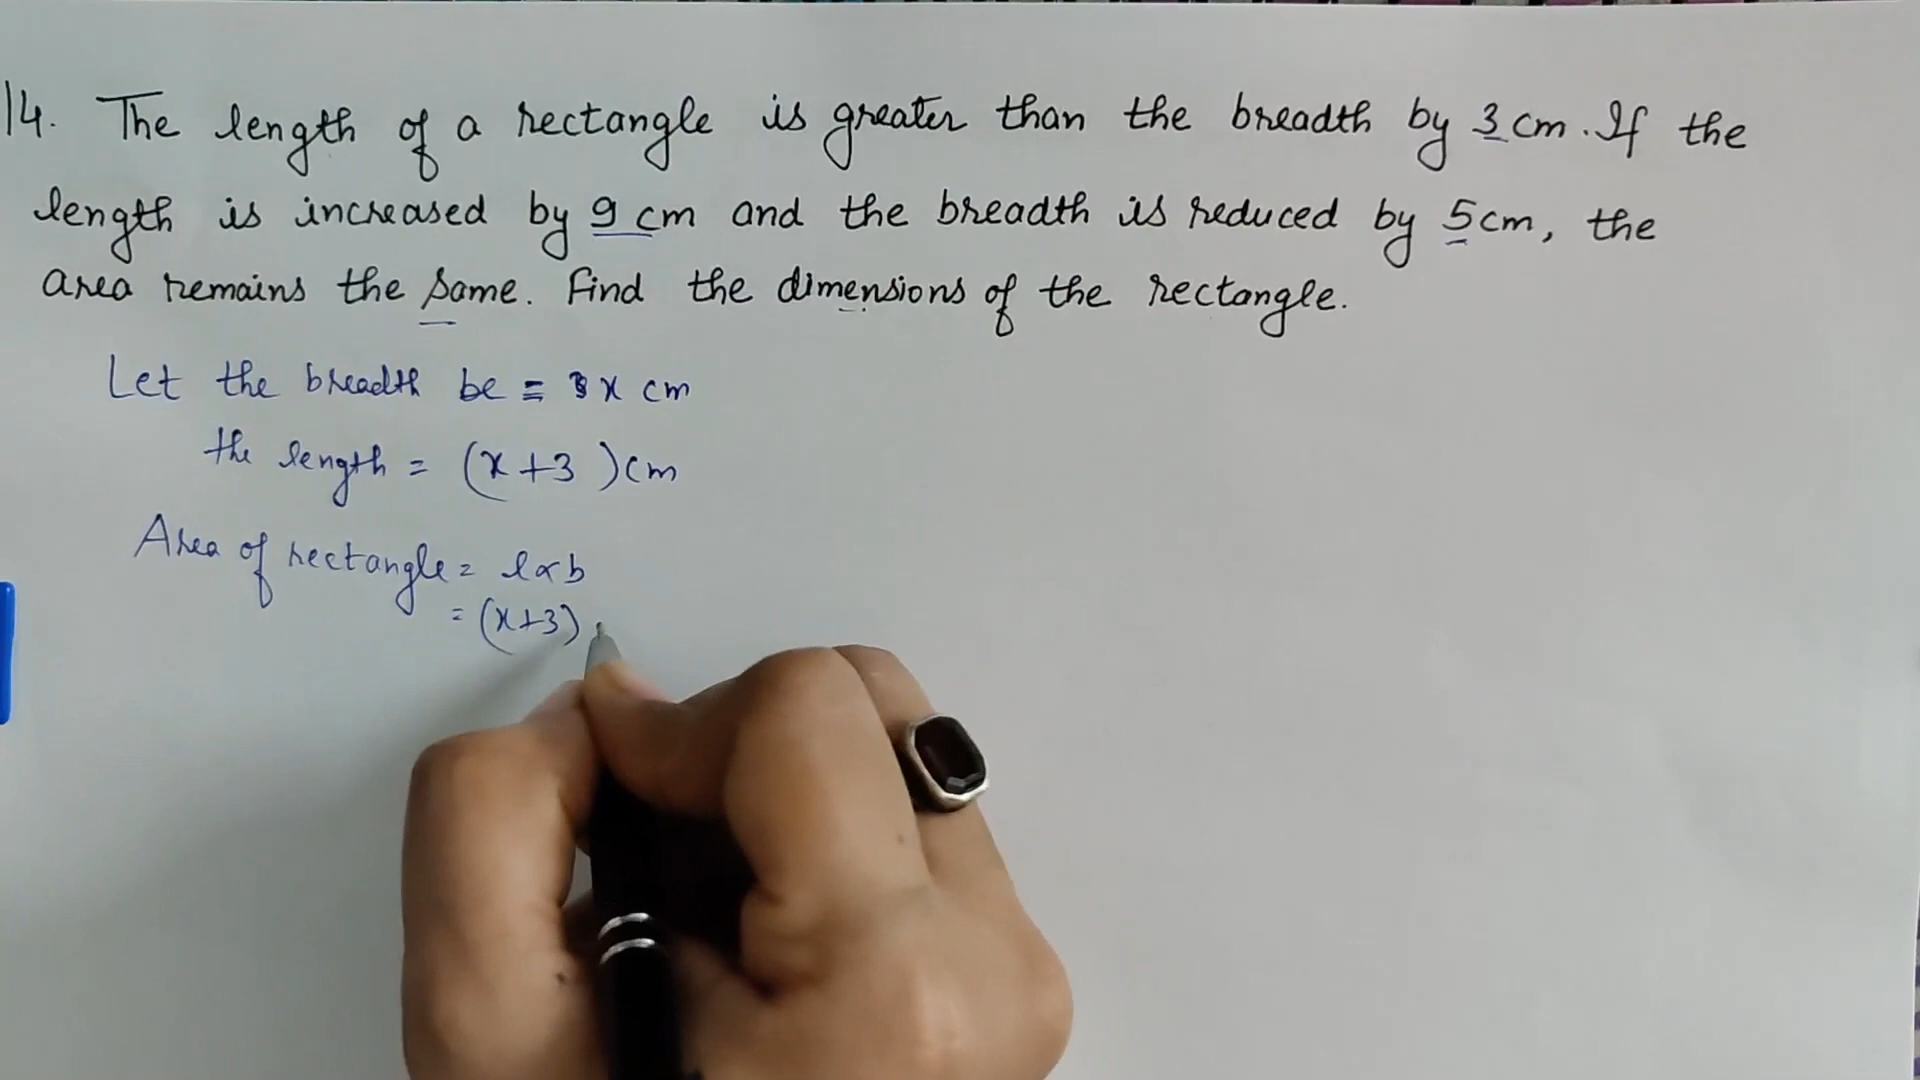 14. The length of a rectangle is greater than the breadth by 3 cm. If the
length is increased by 9 cm and the breadth is reduced by 5 cm, the
area remains the same. Find the dimensions of the rectangle.
Let the breadth be = x cm
the length = (x+3) cm
Area of rectangle = l×b
= (x+3)